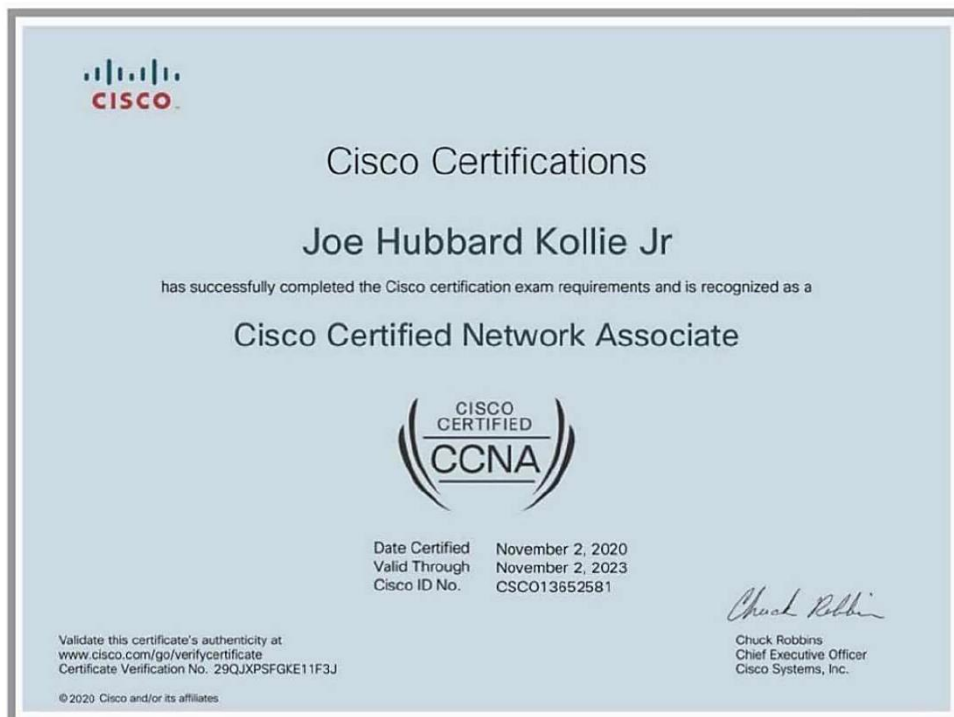 CISCO
Cisco Certifications
Joe Hubbard Kollie Jr
has successfully completed the Cisco certification exam requirements and is recognized as a
Cisco Certified Network Associate
CISCO
CERTIFIED
CCNA
Date Certified November 2, 2020
Valid Through November 2, 2023
Cisco ID No. CSCO13652581
Chuck Robbins
Validate this certificate's authenticity at
www.cisco.com/go/verifycertificate
Certificate Verification No. 29QJXPSFGKE11F3J
Chuck Robbins
Chief Executive Officer
Cisco Systems, Inc.
©2020 Cisco and/or its affiliates